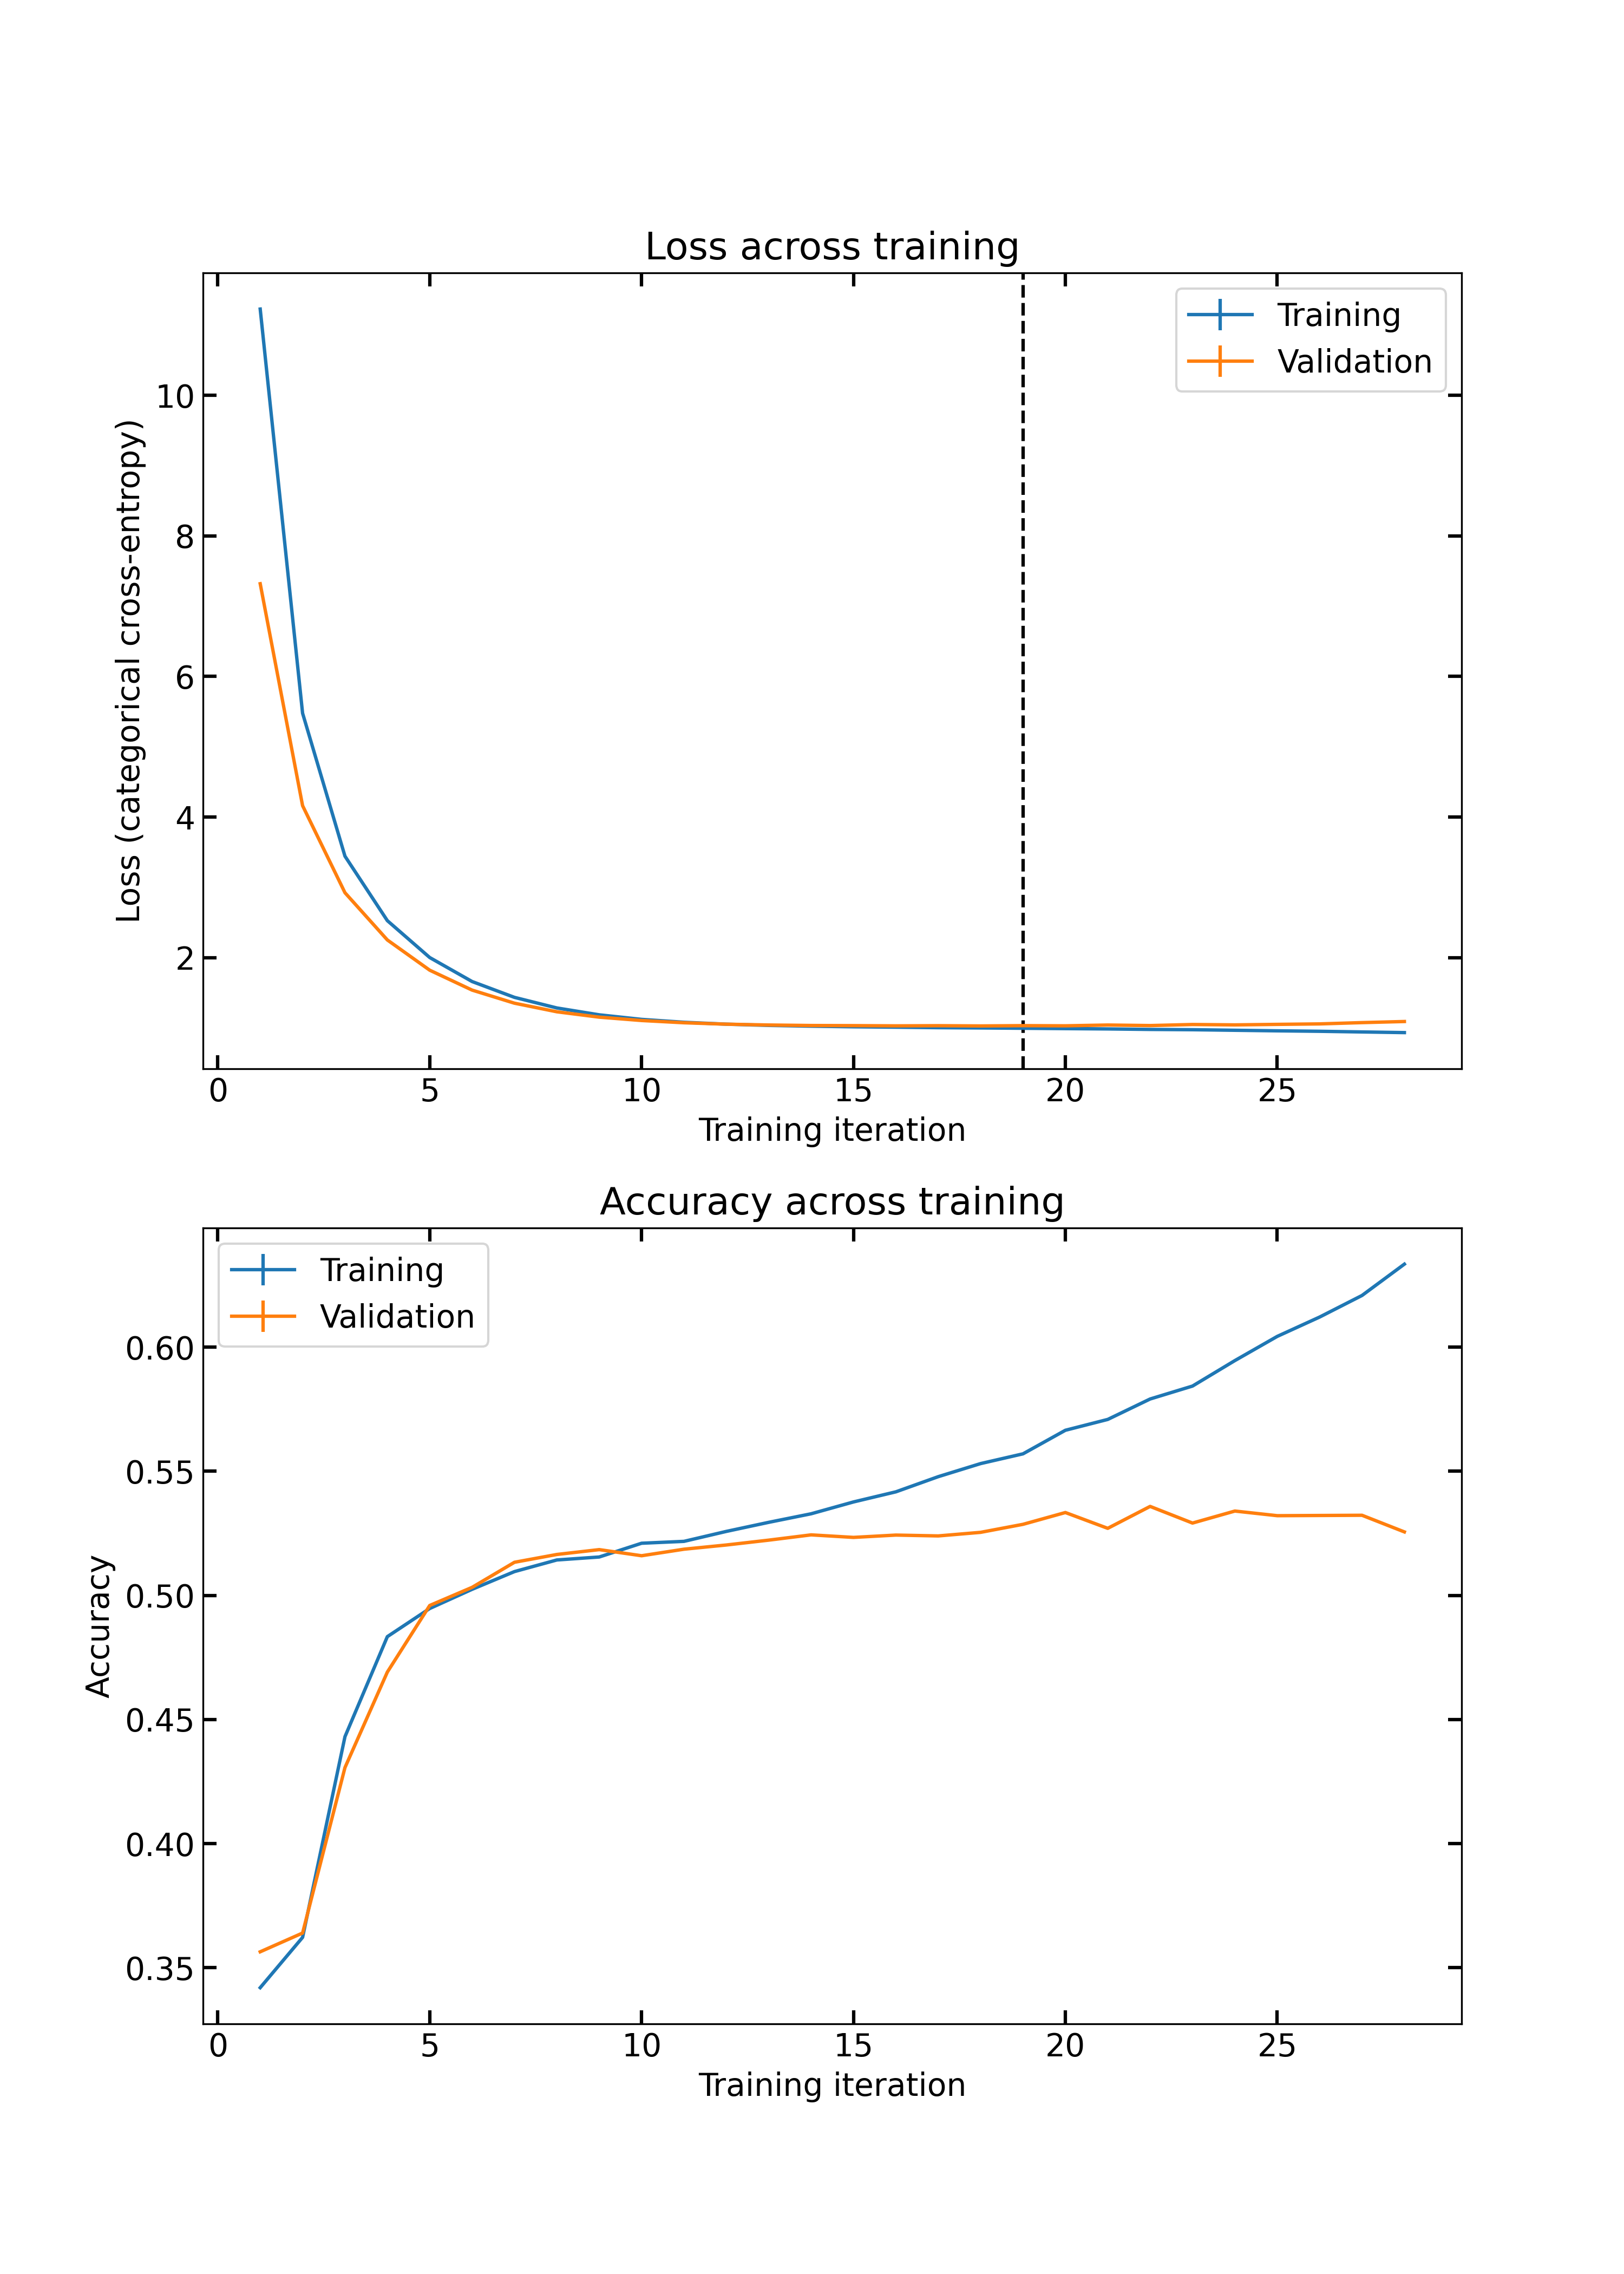 Loss across training
Training
Validation
10
8
6
4
2
Loss (categorical cross-entropy)
0 5 10 15 20 25
Training iteration
Accuracy across training
Training
Validation
0.60
0.55
0.50
0.45
0.40
0.35
Accuracy
0 5 10 15 20 25
Training iteration